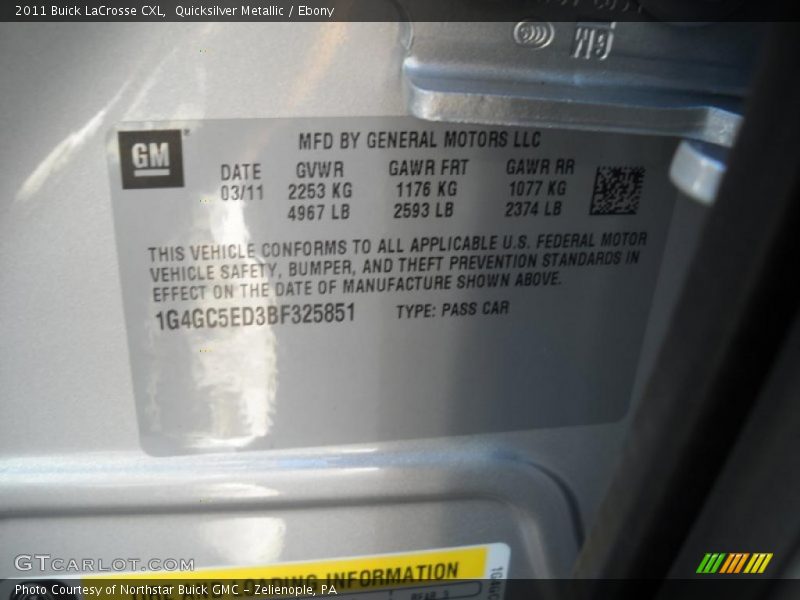 2011 Buick LaCrosse CXL, Quicksilver Metallic / Ebony
GM
MFD BY GENERAL MOTORS LLC
DATE GVWR GAWR FRT GAWR RR
03/11 2253 KG 1176 KG 1077 KG
4967 LB 2593 LB 2374 LB
THIS VEHICLE CONFORMS TO ALL APPLICABLE U.S. FEDERAL MOTOR
VEHICLE SAFETY, BUMPER, AND THEFT PREVENTION STANDARDS IN
EFFECT ON THE DATE OF MANUFACTURE SHOWN ABOVE.
1G4GC5ED3BF325851 TYPE: PASS CAR
TIRE AND LOADING INFORMATION
GTCARLOT.COM
Photo Courtesy of Northstar Buick GMC - Zelienople, PA